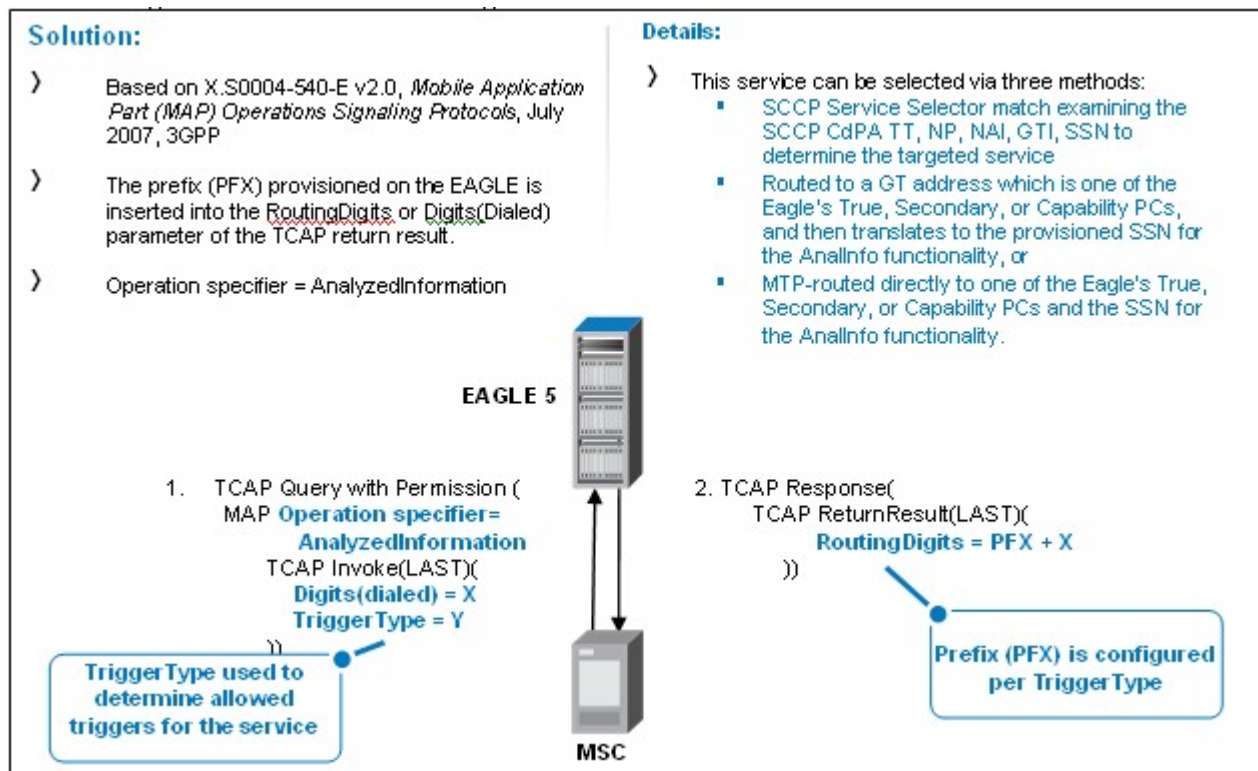 Solution:
Based on X.S0004-540-E v2.0, Mobile Application
Part (MAP) Operations Signaling Protocols, July
2007, 3GPP
The prefix (PFX) provisioned on the EAGLE is
inserted into the RoutingDigits or Digits(Dialed)
parameter of the TCAP return result.
Operation specifier = AnalyzedInformation
Details:
This service can be selected via three methods:
SCCP Service Selector match examining the
SCCP CdPA TT, NP, NAI, GTI, SSN to
determine the targeted service
Routed to a GT address which is one of the
Eagle's True, Secondary, or Capability PCs,
and then translates to the provisioned SSN for
the AnalInfo functionality, or
MTP-routed directly to one of the Eagle's True,
Secondary, or Capability PCs and the SSN for
the AnalInfo functionality.
EAGLE 5
1. TCAP Query with Permission (
MAP Operation specifier=
AnalyzedInformation
TCAP Invoke(LAST)(
Digits(dialed) = X
TriggerType = Y
))
TriggerType used to
determine allowed
triggers for the service
2. TCAP Response(
TCAP ReturnResult(LAST)(
RoutingDigits = PFX + X
))
Prefix (PFX) is configured
per TriggerType
MSC